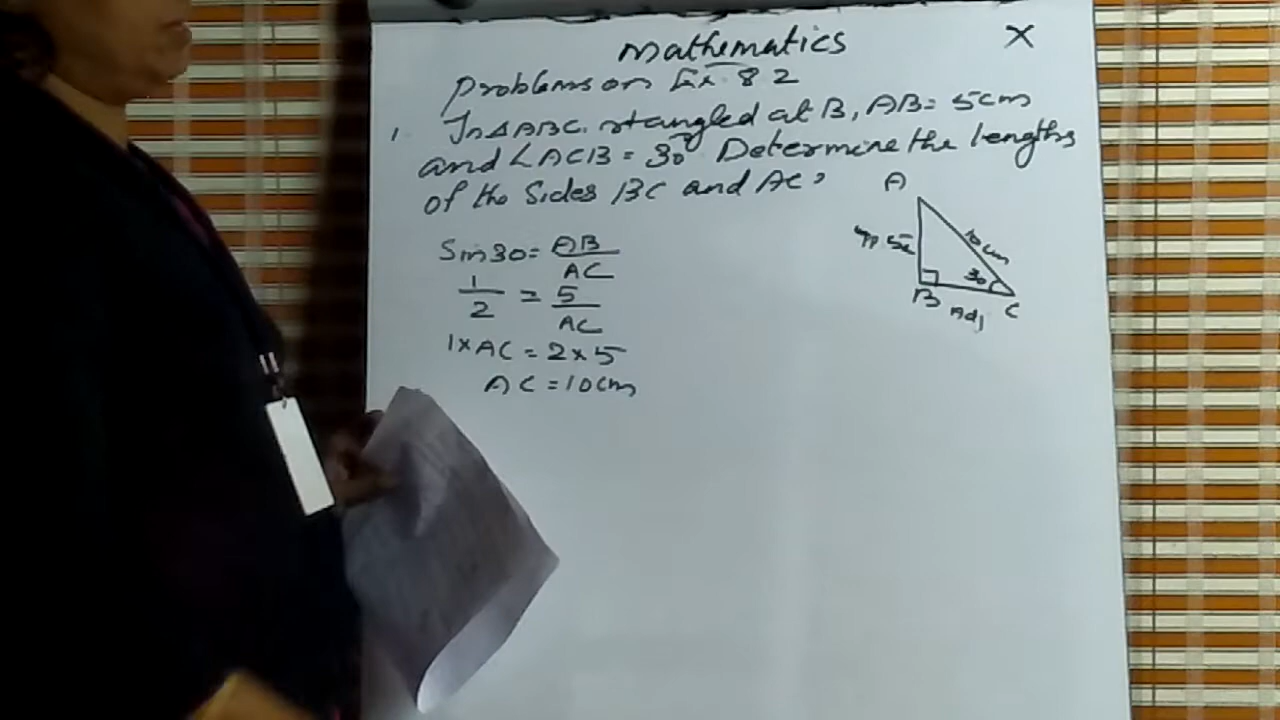 Mathematics
X
Problems on Ex. 8 2
1. In △ABC, rtangled at B, AB = 5cm
and ∠ACB = 30° Determine the lengths
of the Sides BC and AC,
Sin30 = AB/AC
1/2 = 5/AC
1×AC = 2×5
AC = 10cm
A
10cm
30
B
Adj
C